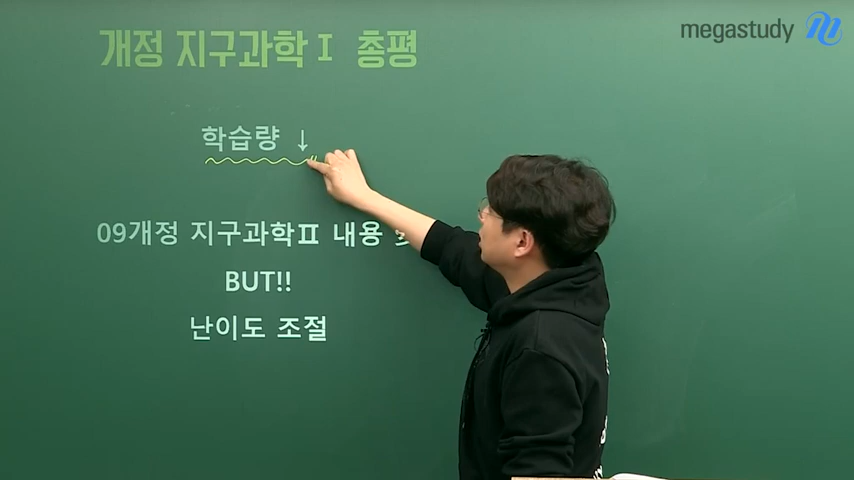 megastudy
개정 지구과학Ⅰ 총평
학습량 ↓
09개정 지구과학Ⅱ 내용
BUT!!
난이도 조절